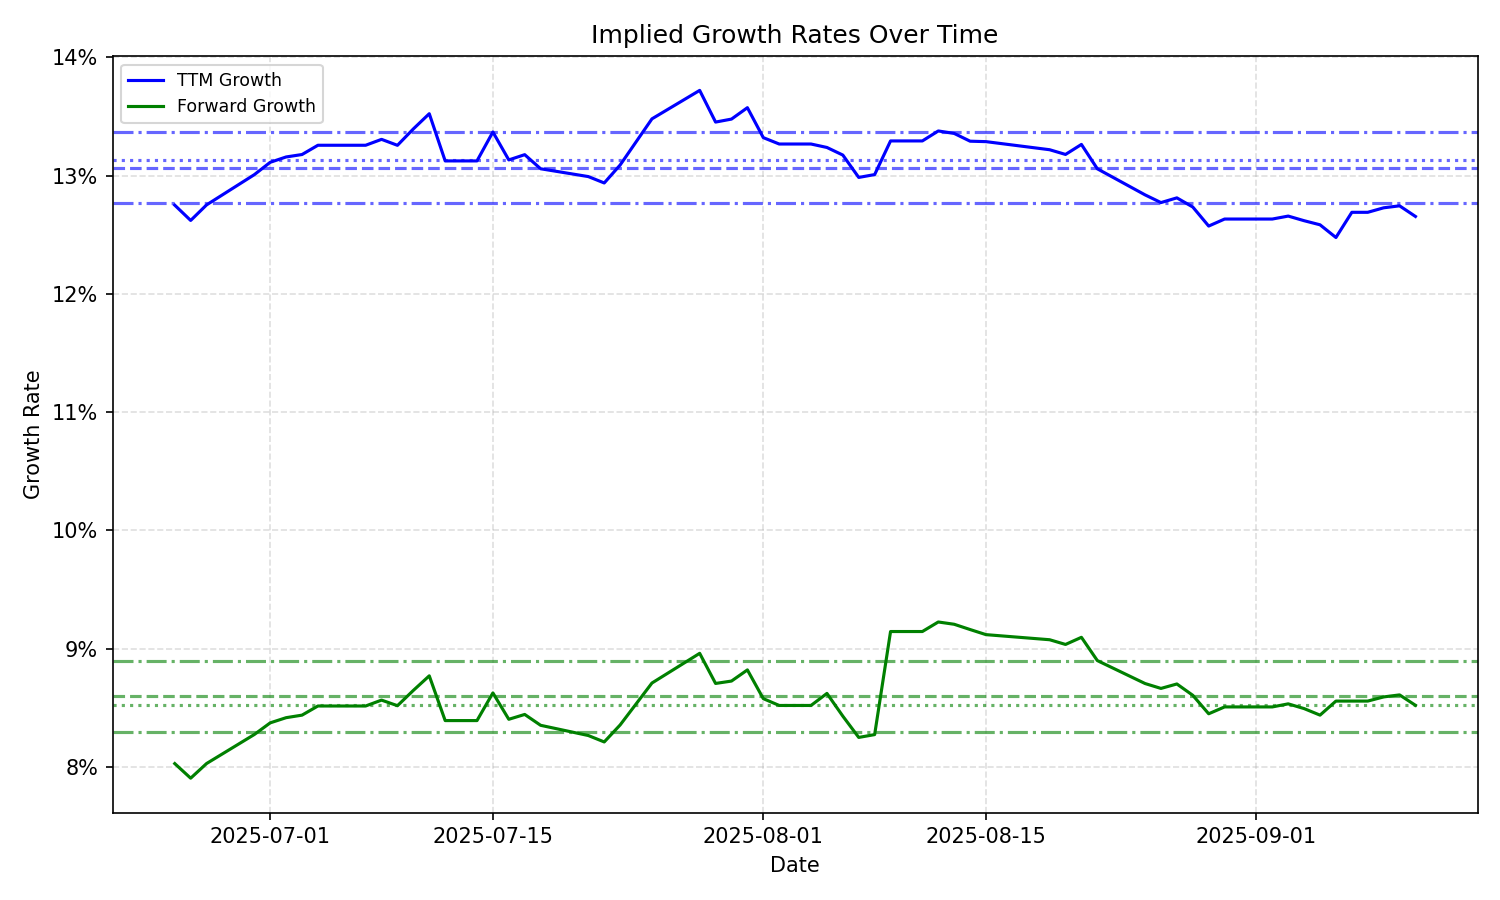 Implied Growth Rates Over Time
TTM Growth
Forward Growth
Growth Rate
14%
13%
12%
11%
10%
9%
8%
2025-07-01
2025-07-15
2025-08-01
2025-08-15
2025-09-01
Date